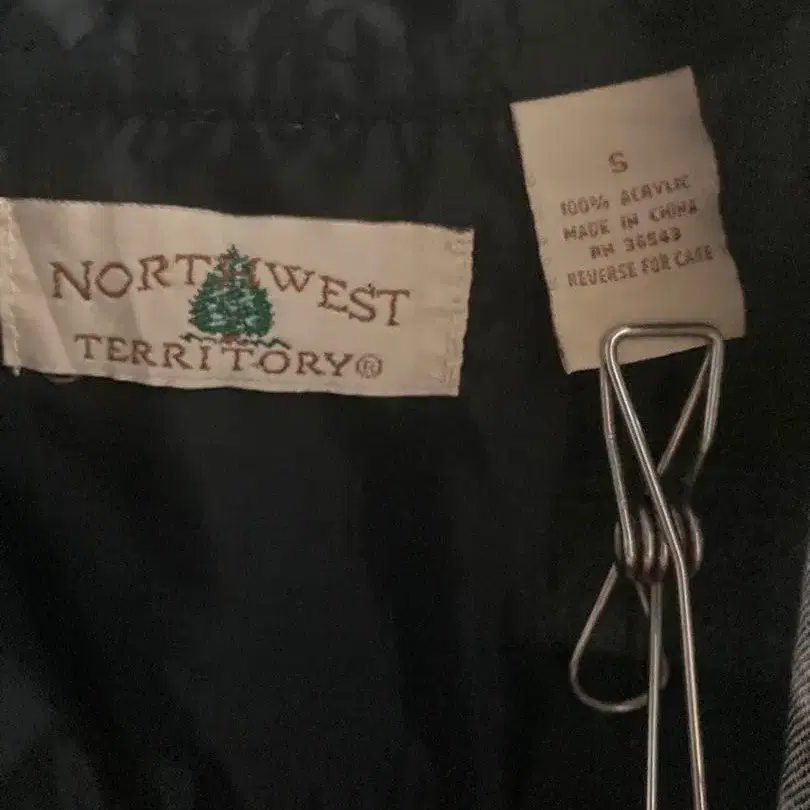 NORTHWEST
TERRITORY®
S
100% ACRYLIC
MADE IN CHINA
RN 36543
REVERSE FOR CARE